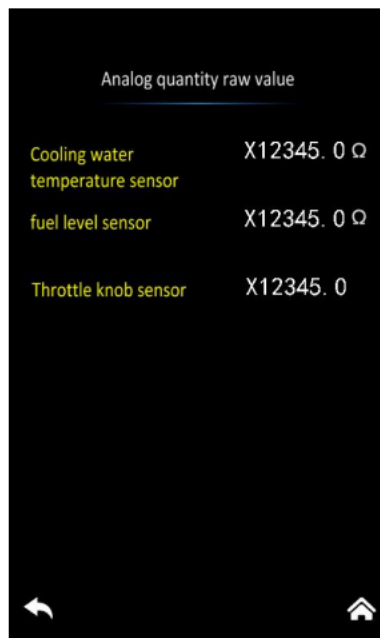 Analog quantity raw value
Cooling water
temperature sensor
X12345. 0 Ω
fuel level sensor
X12345. 0 Ω
Throttle knob sensor
X12345. 0